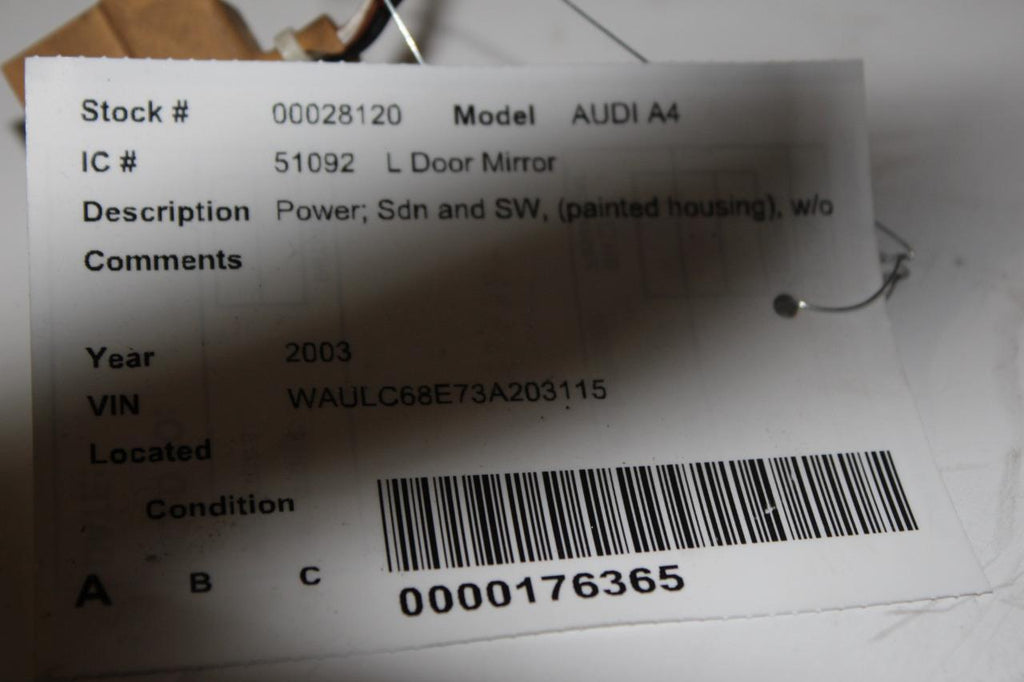 Stock # 00028120 Model AUDI A4
IC # 51092 L Door Mirror
Description Power; Sdn and SW, (painted housing), w/o
Comments
Year 2003
VIN WAULC68E73A203115
Located
Condition
A B C
0000176365